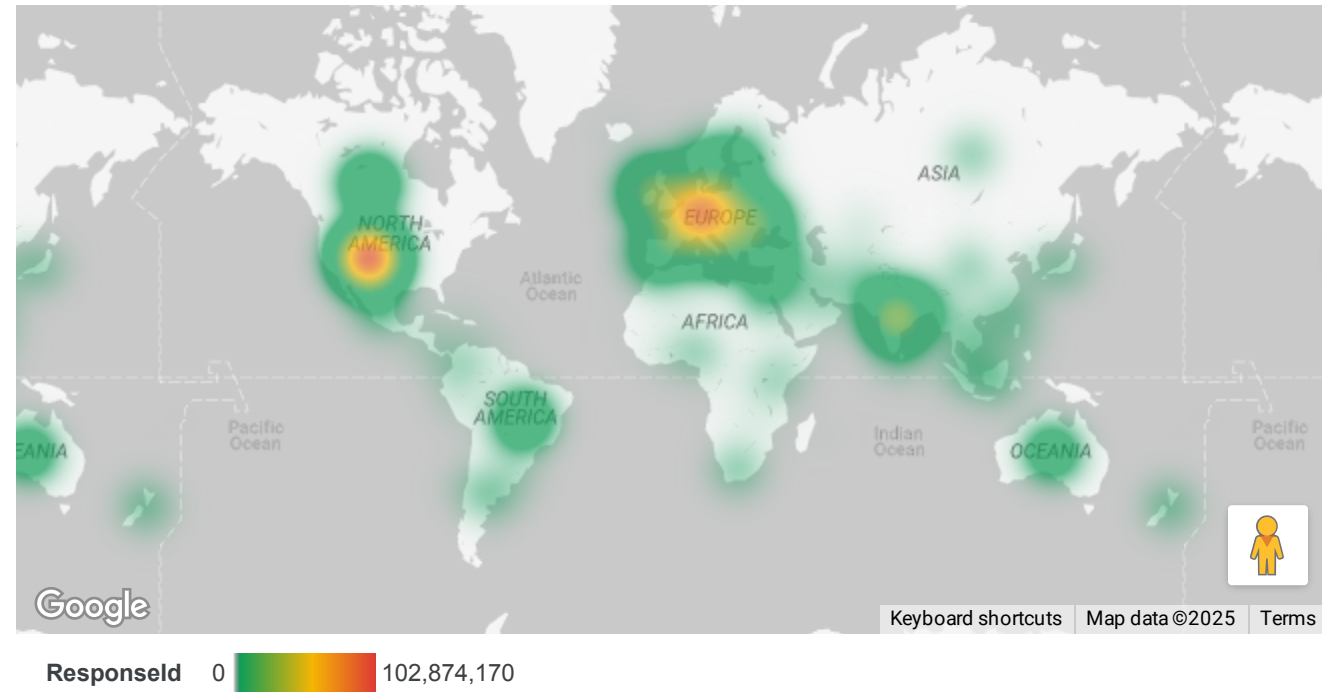 ASIA
NORTH
AMERICA
EUROPE
Atlantic
Ocean
AFRICA
SOUTH
AMERICA
Pacific
Ocean
Indian
Ocean
Pacific
Ocean
EANIA
OCEANIA
Google
Keyboard shortcuts
Map data ©2025
Terms
ResponseId 0 102,874,170